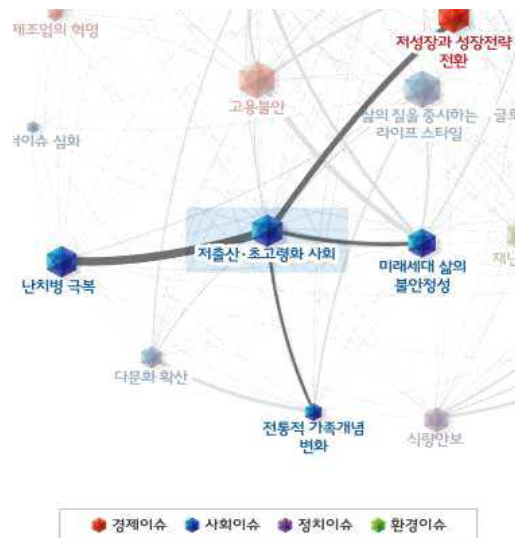 제조업의 혁명
저성장과 성장전략
전환
고용불안
삶의 질을 중시하는
라이프 스타일
글로
저이슈 심화
저출산·초고령화 사회
난치병 극복
미래세대 삶의
불안정성
재난
다문화 확산
전통적 가족개념
변화
식량안보
경제이슈
사회이슈
정치이슈
환경이슈